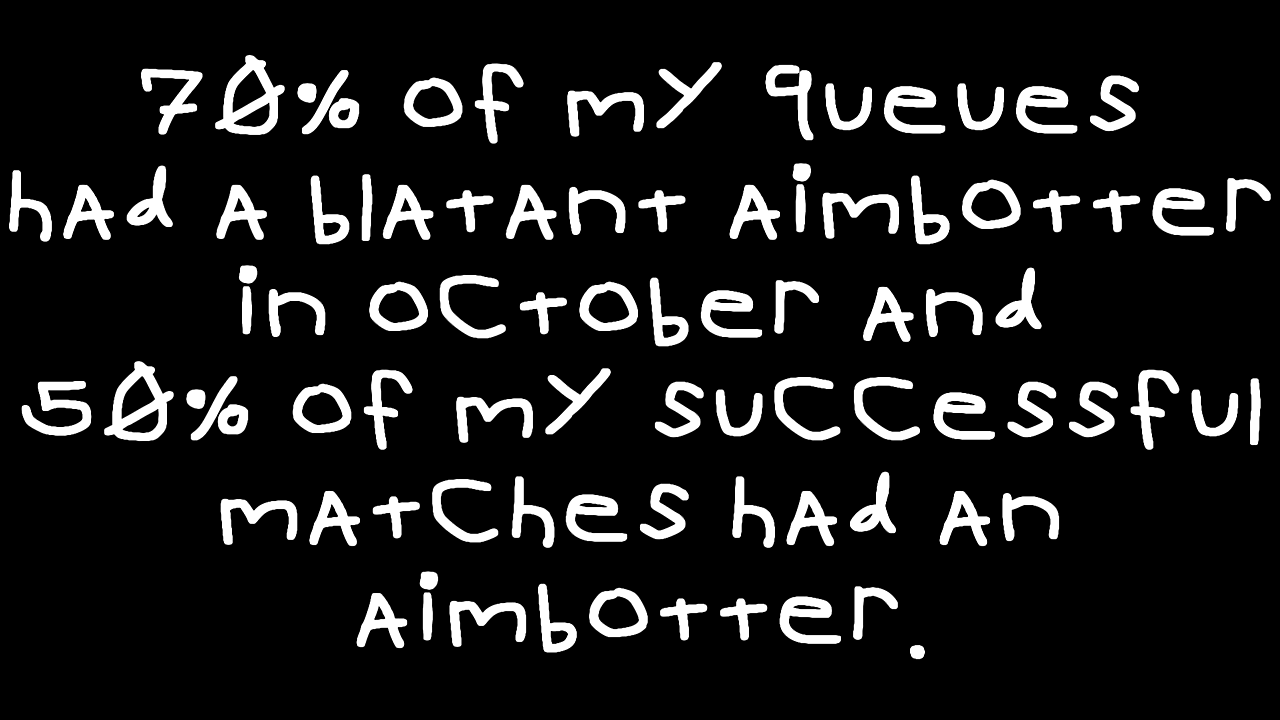 70% of my queues
had a blatant aimbotter
in October and
50% of my successful
matches had an
aimbotter.